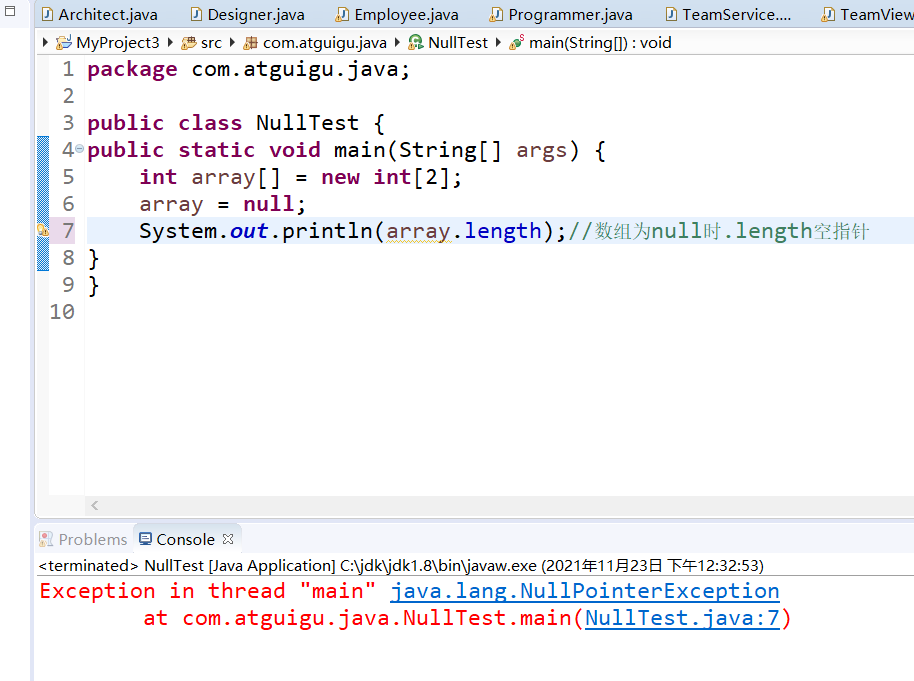 Architect.java Designer.java Employee.java Programmer.java TeamService.... TeamView
MyProject3 src com.atguigu.java NullTest main(String[]) : void
1 package com.atguigu.java;
2
3 public class NullTest {
4 public static void main(String[] args) {
5 int array[] = new int[2];
6 array = null;
7 System.out.println(array.length);//数组为null时.length空指针
8 }
9 }
10
Problems Console
<terminated> NullTest [Java Application] C:\jdk\jdk1.8\bin\javaw.exe (2021年11月23日 下午12:32:53)
Exception in thread "main" java.lang.NullPointerException
at com.atguigu.java.NullTest.main(NullTest.java:7)